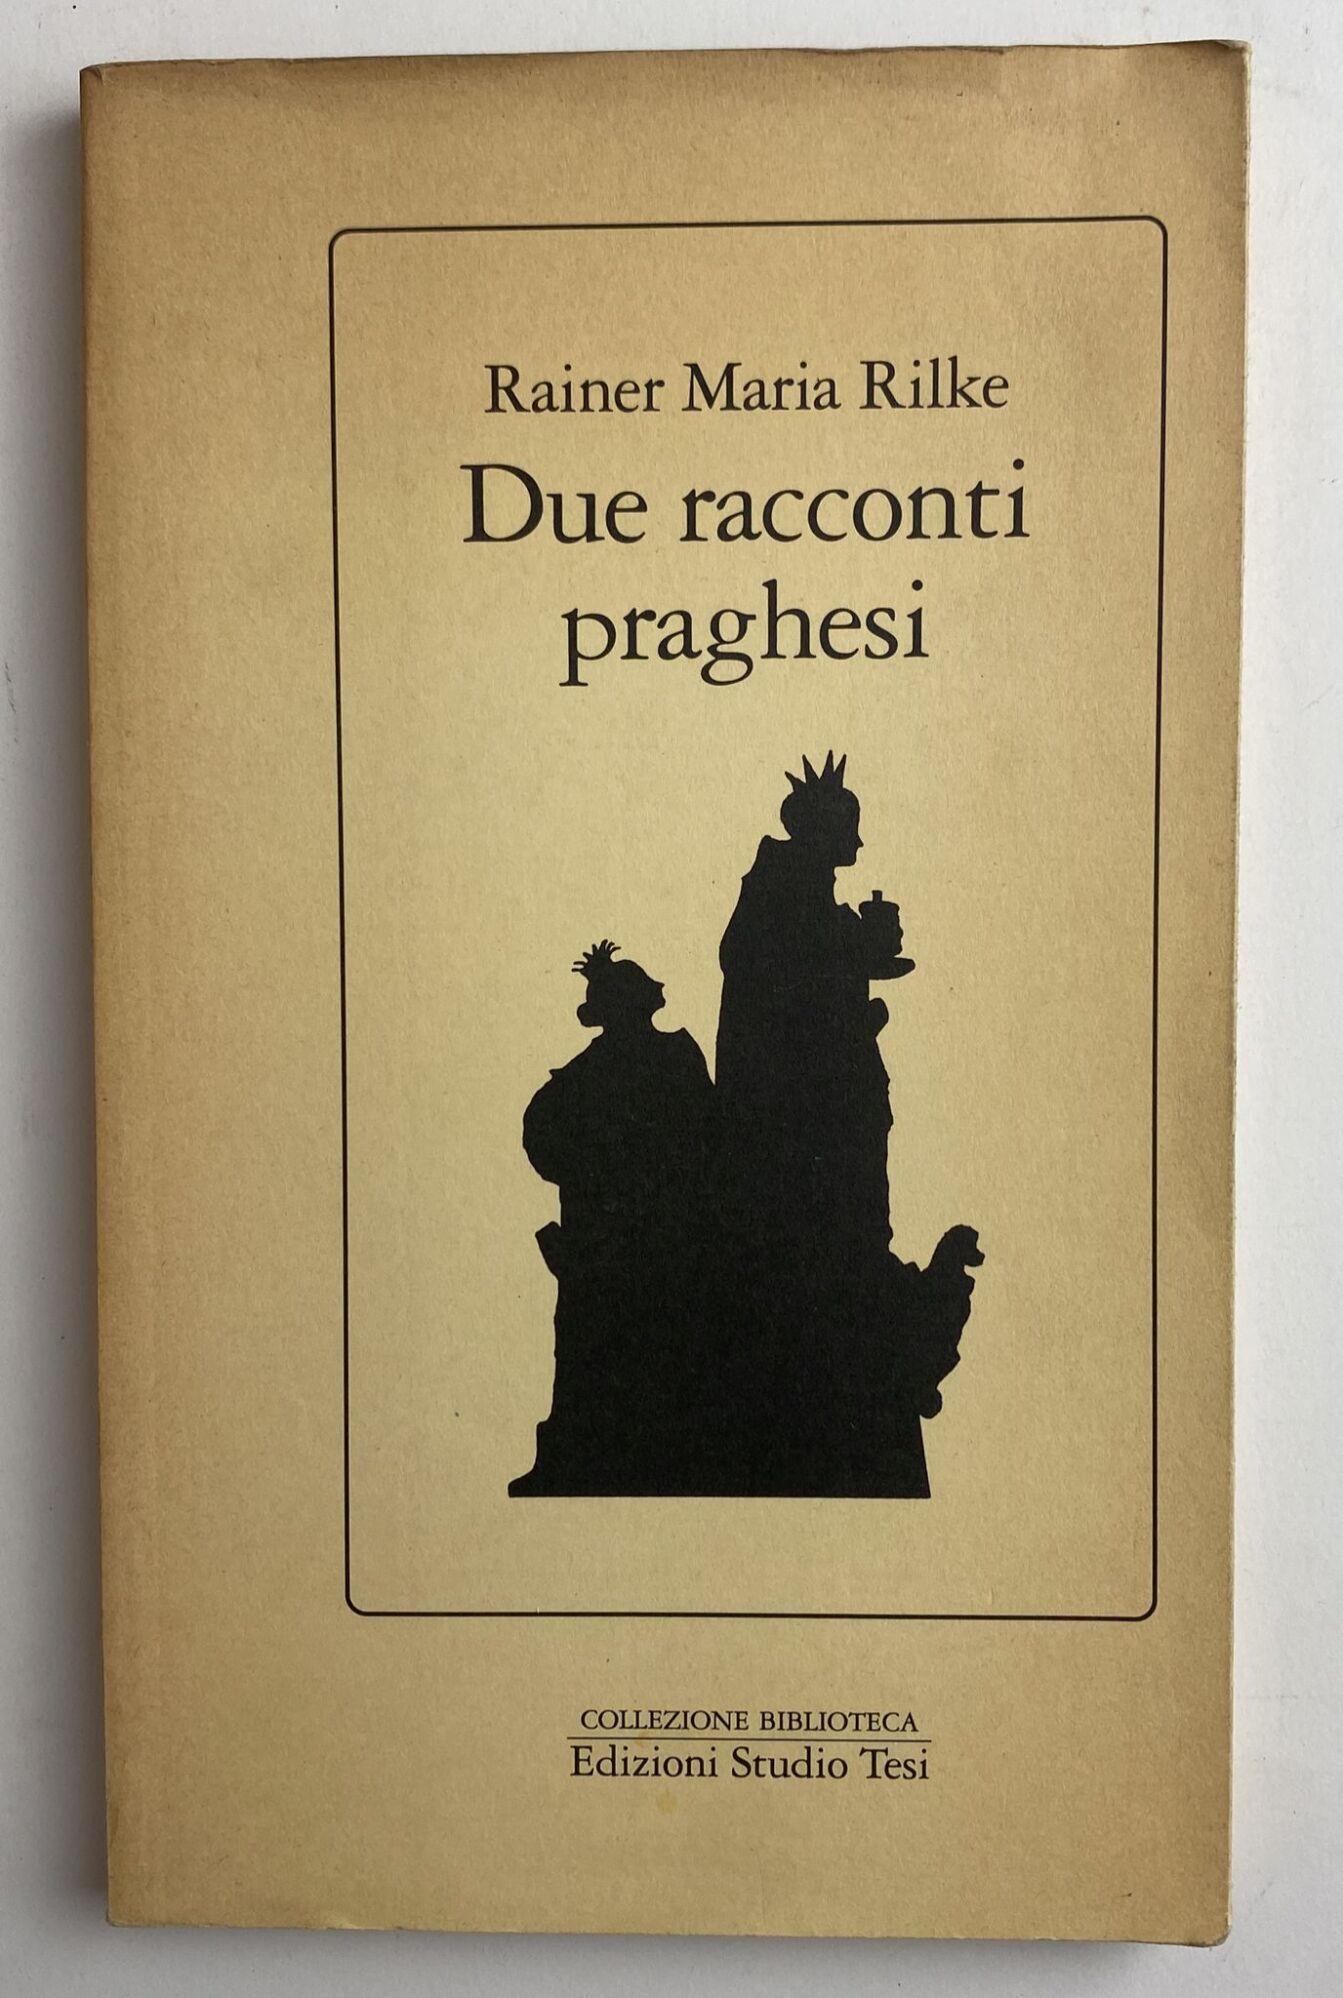 Rainer Maria Rilke
Due racconti
praghesi
COLLEZIONE BIBLIOTECA
Edizioni Studio Tesi